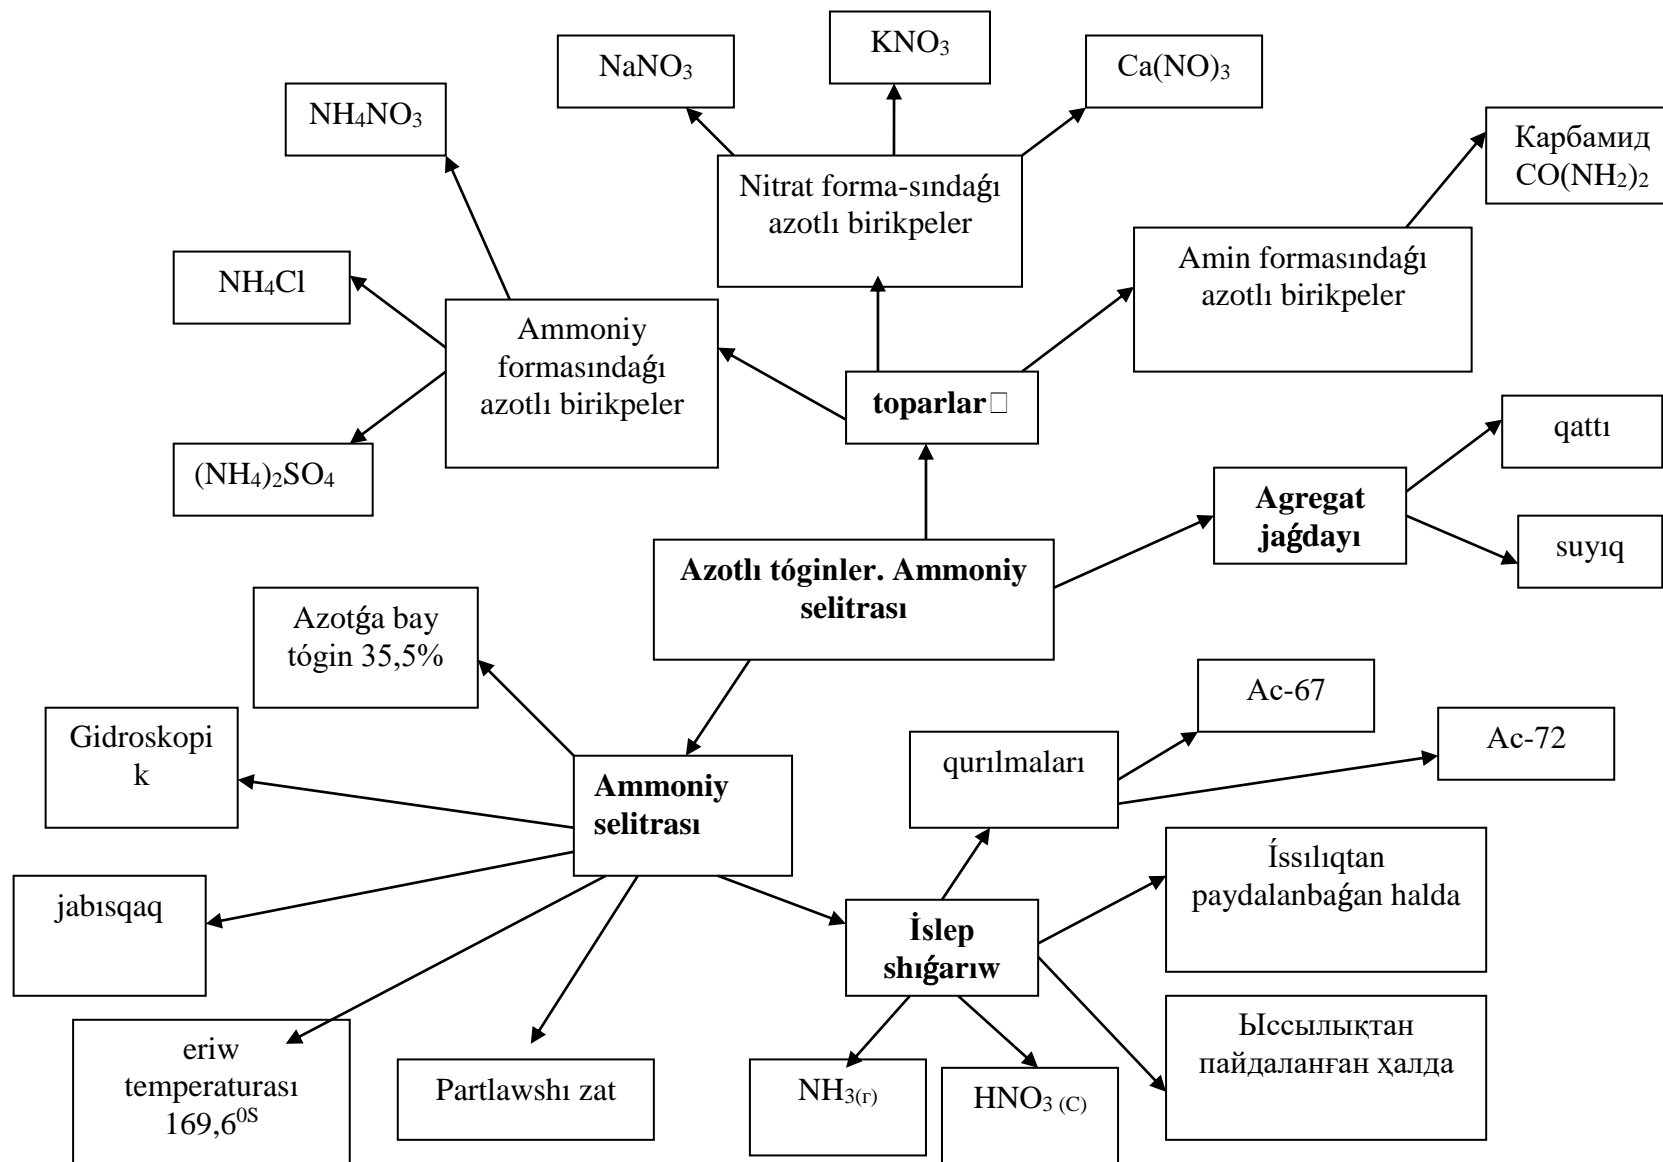 KNO₃
NaNO₃
Ca(NO)₃
NH₄NO₃
Карбамид
CO(NH₂)₂
Nitrat forma-sındaǵı
azotlı birikpeler
Amin formasındaǵı
azotlı birikpeler
NH₄Cl
Ammoniy
formasındaǵı
azotlı birikpeler
toparlar□
qattı
(NH₄)₂SO₄
Agregat
jaǵdayı
suyıq
Azotlı tóginler. Ammoniy
selitrası
Azotǵa bay
tógin 35,5%
Ac-67
Gidroskopi
k
Ac-72
qurılmaları
Ammoniy
selitrası
Íssılıqtan
paydalanbaǵan halda
jabısqaq
İslep
shıǵarıw
Ыссылықтан
пайдаланған ҳалда
eriw
temperaturası
169,6⁰ˢ
Partlawshı zat
NH₃₍г₎
HNO₃ (C)